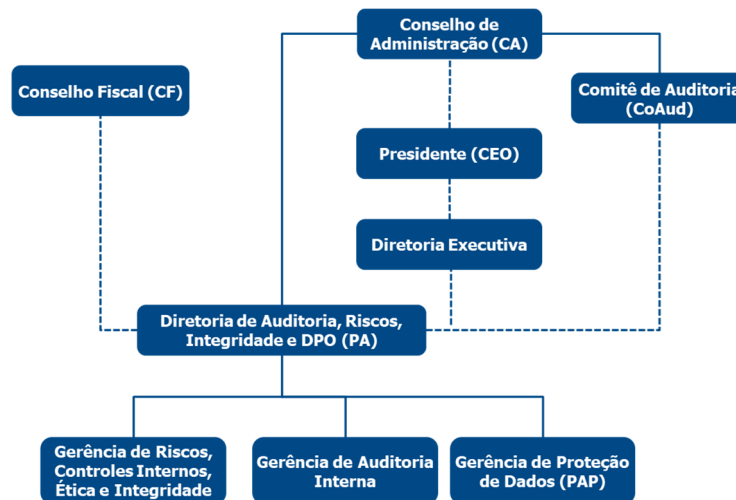 Conselho de
Administração (CA)
Conselho Fiscal (CF)
Comitê de Auditoria
(CoAud)
Presidente (CEO)
Diretoria Executiva
Diretoria de Auditoria, Riscos,
Integridade e DPO (PA)
Gerência de Riscos,
Controles Internos,
Ética e Integridade
Gerência de Auditoria
Interna
Gerência de Proteção
de Dados (PAP)